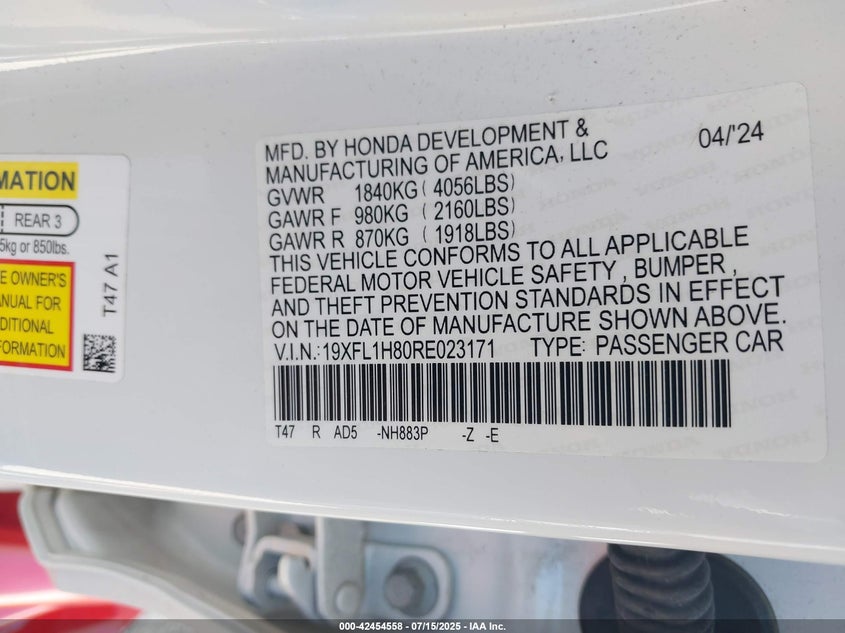 MATION
REAR 3
5kg or 850lbs.
E OWNER'S
NUAL FOR
DDITIONAL
FORMATION
T47 A1
MFD. BY HONDA DEVELOPMENT & 04/'24
MANUFACTURING OF AMERICA, LLC
GVWR 1840KG ( 4056LBS)
GAWR F 980KG ( 2160LBS)
GAWR R 870KG ( 1918LBS)
THIS VEHICLE CONFORMS TO ALL APPLICABLE
FEDERAL MOTOR VEHICLE SAFETY , BUMPER ,
AND THEFT PREVENTION STANDARDS IN EFFECT
ON THE DATE OF MANUFACTURE SHOWN ABOVE.
V.I.N.:19XFL1H80RE023171 TYPE: PASSENGER CAR
T47 R AD5 -NH883P -Z -E
000-42454558 - 07/15/2025 - IAA Inc.